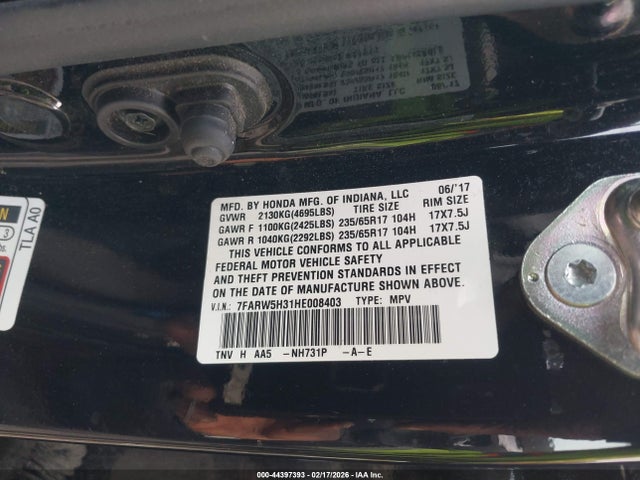 MFD. BY HONDA MFG. OF INDIANA, LLC 06/'17
GVWR 2130KG(4695LBS) TIRE SIZE RIM SIZE
GAWR F 1100KG(2425LBS) 235/65R17 104H 17X7.5J
GAWR R 1040KG(2292LBS) 235/65R17 104H 17X7.5J
THIS VEHICLE CONFORMS TO ALL APPLICABLE
FEDERAL MOTOR VEHICLE SAFETY
AND THEFT PREVENTION STANDARDS IN EFFECT
ON THE DATE OF MANUFACTURE SHOWN ABOVE.
V.I.N.: 7FARW5H31HE008403 TYPE: MPV
TNV H AA5 -NH731P -A-E
TLA A0
3
000-44397393 - 02/17/2026 - IAA Inc.